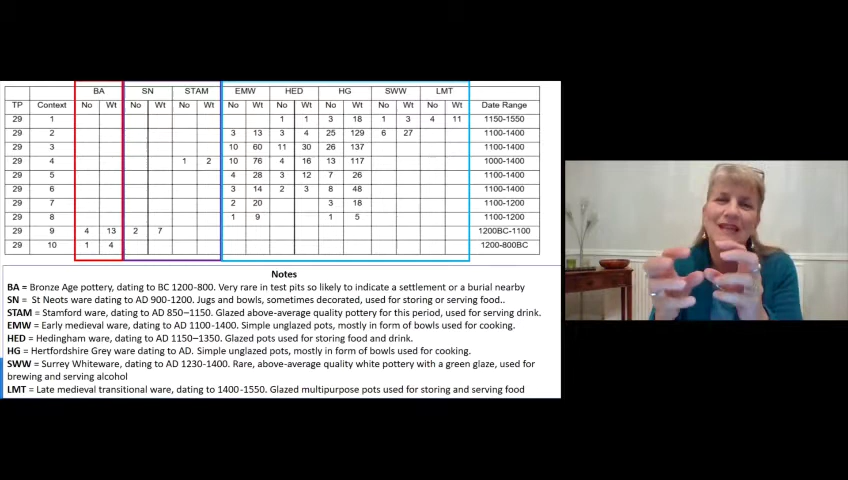 BA SN STAM EMW HED HG SWW LMT
No Wt No Wt No Wt No Wt No Wt No Wt No Wt No Wt
TP Context Date Range
29 1 1 1 3 18 1 3 4 11 1150-1550
29 2 3 13 3 4 25 129 6 27 1100-1400
29 3 10 60 11 30 26 137 1100-1400
29 4 1 2 10 76 4 16 13 117 1000-1400
29 5 4 28 3 12 7 26 1100-1400
29 6 3 14 2 3 8 48 1100-1400
29 7 2 20 3 18 1100-1200
29 8 1 9 1 5 1100-1200
29 9 4 13 2 7 1200BC-1100
29 10 1 4 1200-800BC
Notes
BA = Bronze Age pottery, dating to BC 1200-800. Very rare in test pits so likely to indicate a settlement or a burial nearby
SN = St Neots ware dating to AD 900-1200. Jugs and bowls, sometimes decorated, used for storing or serving food..
STAM = Stamford ware, dating to AD 850–1150. Glazed above-average quality pottery for this period, used for serving drink.
EMW = Early medieval ware, dating to AD 1100-1400. Simple unglazed pots, mostly in form of bowls used for cooking.
HED = Hedingham ware, dating to AD 1150–1350. Glazed pots used for storing food and drink.
HG = Hertfordshire Grey ware dating to AD. Simple unglazed pots, mostly in form of bowls used for cooking.
SWW = Surrey Whiteware, dating to AD 1230-1400. Rare, above-average quality white pottery with a green glaze, used for
brewing and serving alcohol
LMT = Late medieval transitional ware, dating to 1400-1550. Glazed multipurpose pots used for storing and serving food